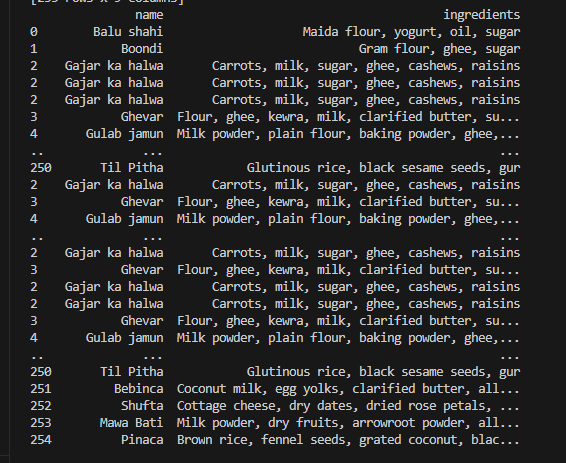 [255 rows x 9 columns]
name ingredients
0 Balu shahi Maida flour, yogurt, oil, sugar
1 Boondi Gram flour, ghee, sugar
2 Gajar ka halwa Carrots, milk, sugar, ghee, cashews, raisins
2 Gajar ka halwa Carrots, milk, sugar, ghee, cashews, raisins
2 Gajar ka halwa Carrots, milk, sugar, ghee, cashews, raisins
3 Ghevar Flour, ghee, kewra, milk, clarified butter, su...
4 Gulab jamun Milk powder, plain flour, baking powder, ghee,...
.. ... ...
250 Til Pitha Glutinous rice, black sesame seeds, gur
2 Gajar ka halwa Carrots, milk, sugar, ghee, cashews, raisins
3 Ghevar Flour, ghee, kewra, milk, clarified butter, su...
4 Gulab jamun Milk powder, plain flour, baking powder, ghee,...
.. ... ...
2 Gajar ka halwa Carrots, milk, sugar, ghee, cashews, raisins
3 Ghevar Flour, ghee, kewra, milk, clarified butter, su...
2 Gajar ka halwa Carrots, milk, sugar, ghee, cashews, raisins
2 Gajar ka halwa Carrots, milk, sugar, ghee, cashews, raisins
3 Ghevar Flour, ghee, kewra, milk, clarified butter, su...
4 Gulab jamun Milk powder, plain flour, baking powder, ghee,...
.. ... ...
250 Til Pitha Glutinous rice, black sesame seeds, gur
251 Bebinca Coconut milk, egg yolks, clarified butter, all...
252 Shufta Cottage cheese, dry dates, dried rose petals, ...
253 Mawa Bati Milk powder, dry fruits, arrowroot powder, all...
254 Pinaca Brown rice, fennel seeds, grated coconut, blac...